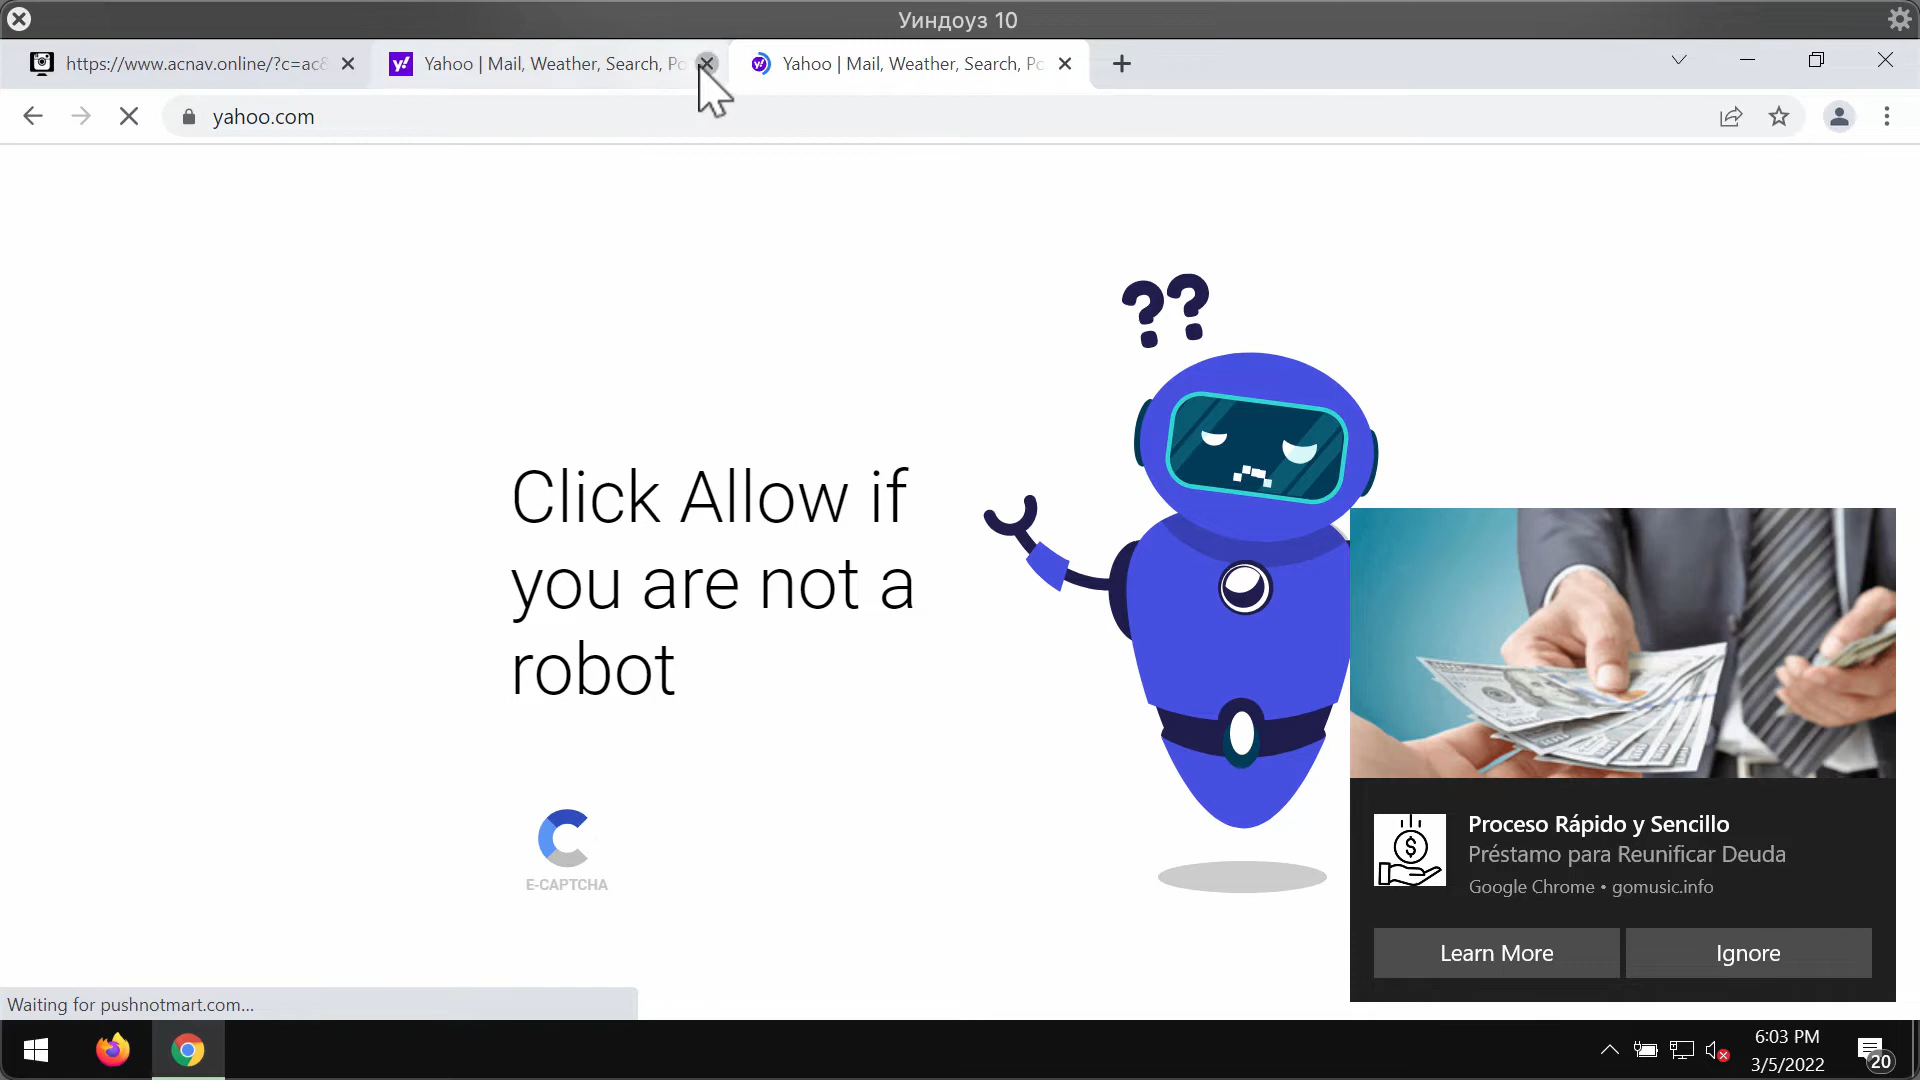 Уиндоуз 10
https://www.acnav.online/?c=ac8
Yahoo | Mail, Weather, Search, Po
Yahoo | Mail, Weather, Search, Pc
yahoo.com
??
Click Allow if
you are not a
robot
E-CAPTCHA
Proceso Rápido y Sencillo
Préstamo para Reunificar Deuda
Google Chrome • gomusic.info
Learn More
Ignore
Waiting for pushnotmart.com...
6:03 PM
3/5/2022
20